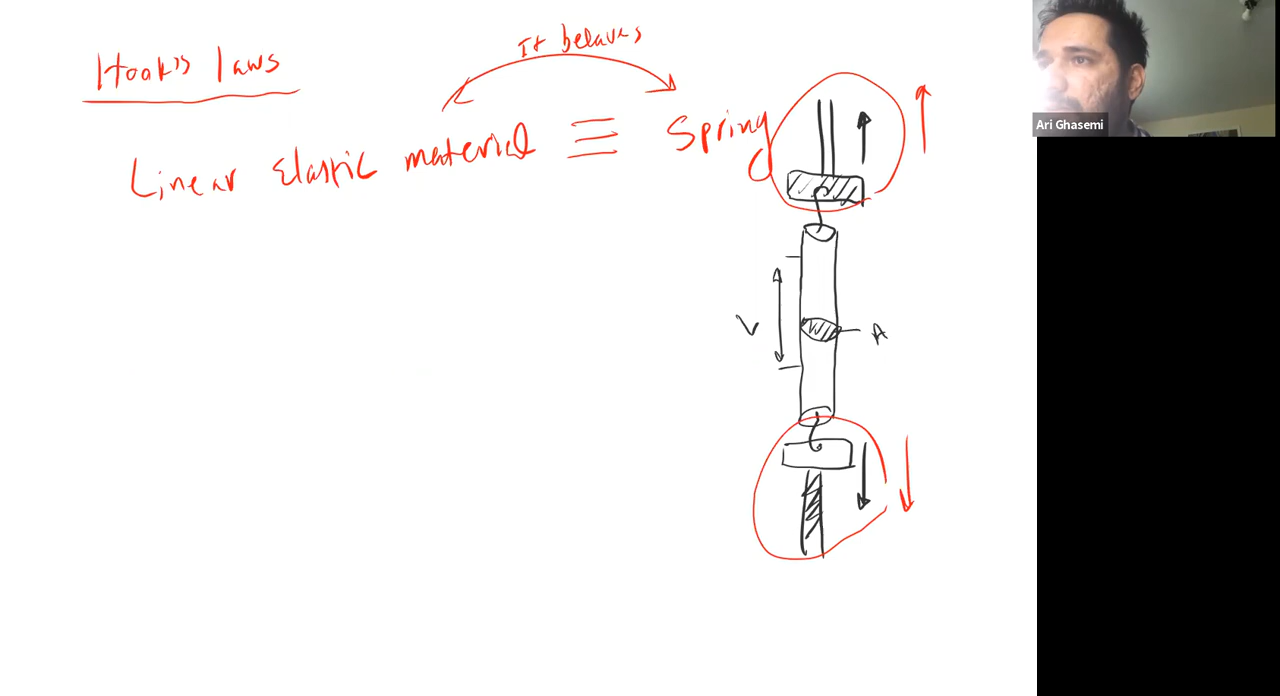 It behaves
Hook's laws
Linear Elastic material ≡ Spring
Ari Ghasemi
L
A